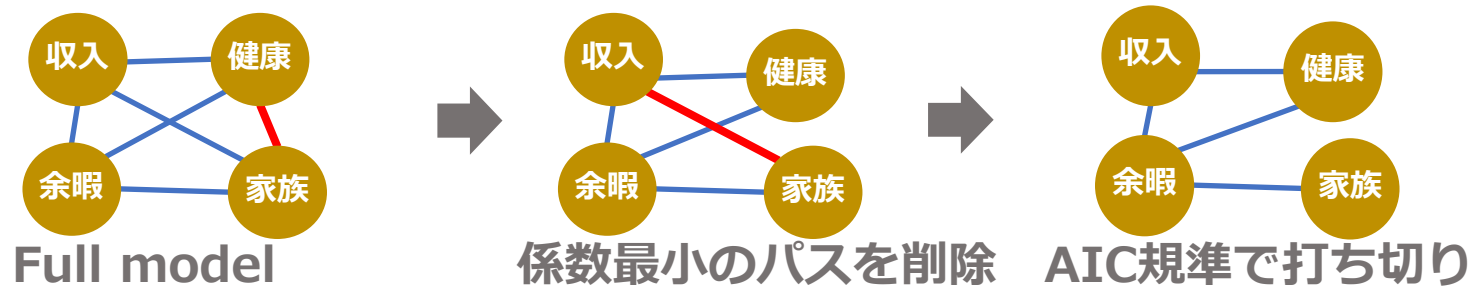 収入
健康
余暇
家族
Full model
収入
健康
余暇
家族
係数最小のパスを削除
収入
健康
余暇
家族
AIC規準で打ち切り